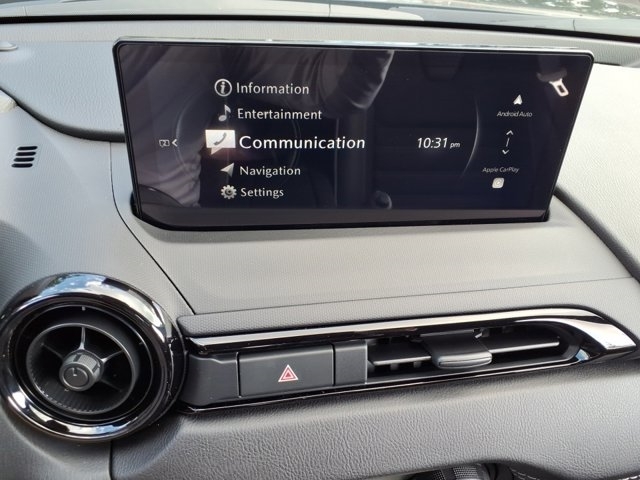 Information
Entertainment
Communication
Navigation
Settings
10:31 pm
Android Auto
Apple CarPlay